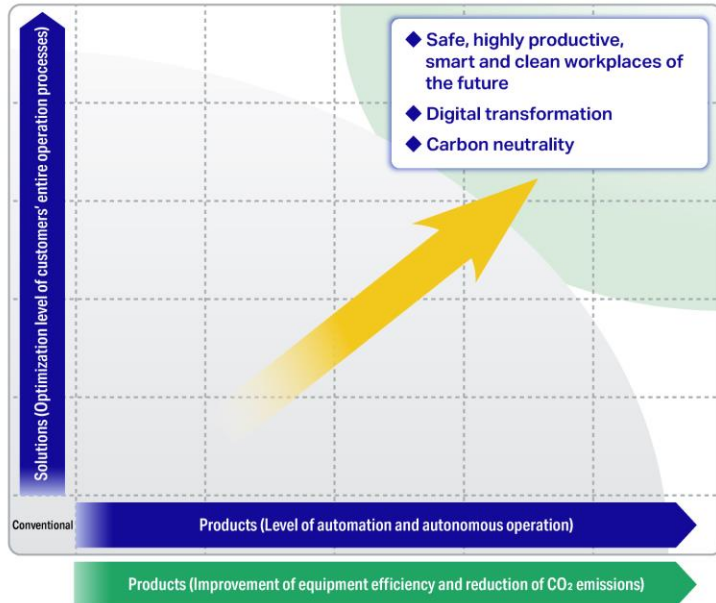 ◆ Safe, highly productive,
smart and clean workplaces of
the future
◆ Digital transformation
◆ Carbon neutrality
Solutions (Optimization level of customers' entire operation processes)
Conventional
Products (Level of automation and autonomous operation)
Products (Improvement of equipment efficiency and reduction of CO₂ emissions)